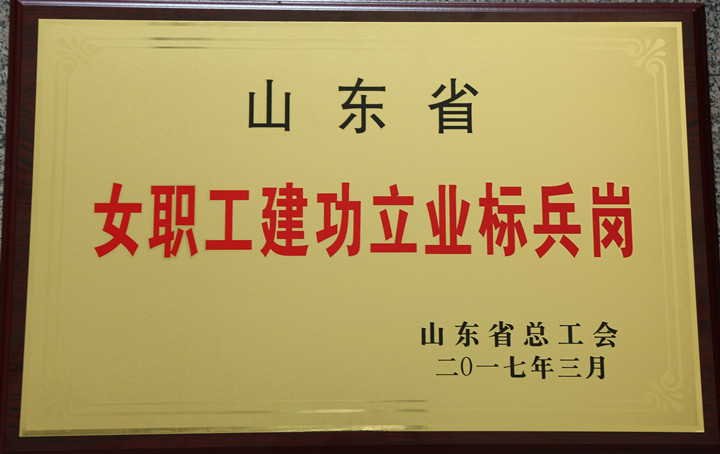 山东省
女职工建功立业标兵岗
山东省总工会
二〇一七年三月